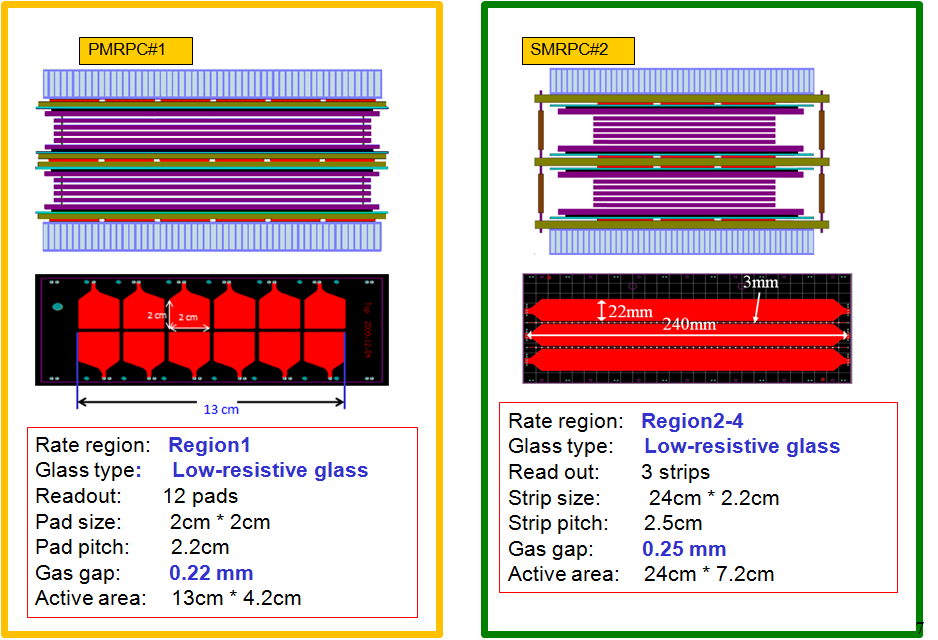 PMRPC#1
2 cm
2 cm
13 cm
Rate region: Region1
Glass type: Low-resistive glass
Readout: 12 pads
Pad size: 2cm * 2cm
Pad pitch: 2.2cm
Gas gap: 0.22 mm
Active area: 13cm * 4.2cm
SMRPC#2
3mm
22mm
240mm
Rate region: Region2-4
Glass type: Low-resistive glass
Read out: 3 strips
Strip size: 24cm * 2.2cm
Strip pitch: 2.5cm
Gas gap: 0.25 mm
Active area: 24cm * 7.2cm
7